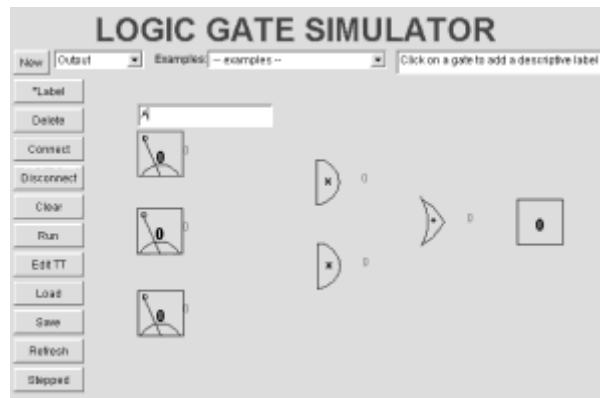 LOGIC GATE SIMULATOR
New Output Examples: -- examples -- Click on a gate to add a descriptive label
*Label
Delete
A
Connect
0
0
Disconnect
x
0
Clear
Run
0
0
+
0
0
Edit TT
x
0
Load
Save
0
0
Refresh
Stepped